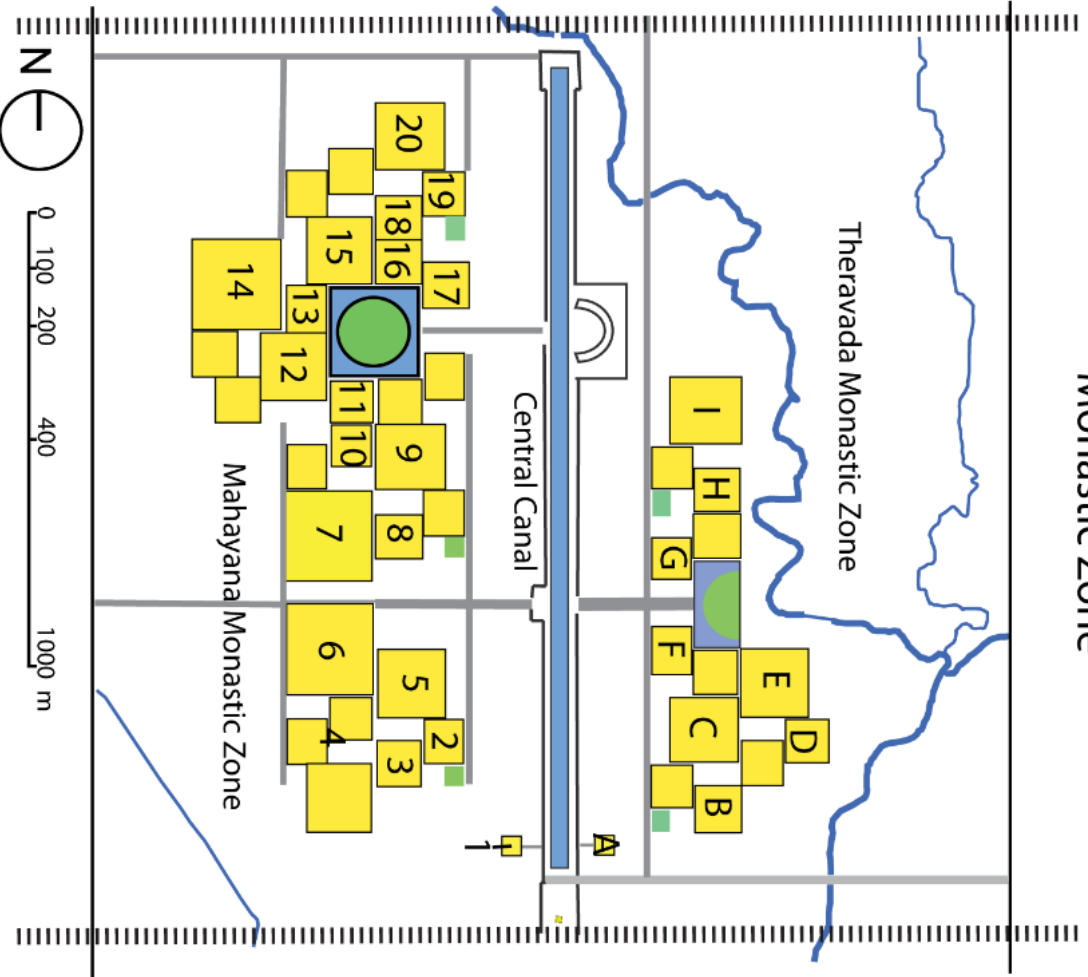 Monastic Zone
Theravada Monastic Zone
D
E
I
H
C
B
G
F
A
Central Canal
1
19
17
2
20
18
16
9
8
5
3
15
11
10
7
6
4
13
12
14
Mahayana Monastic Zone
N
0 100 200 400 1000 m